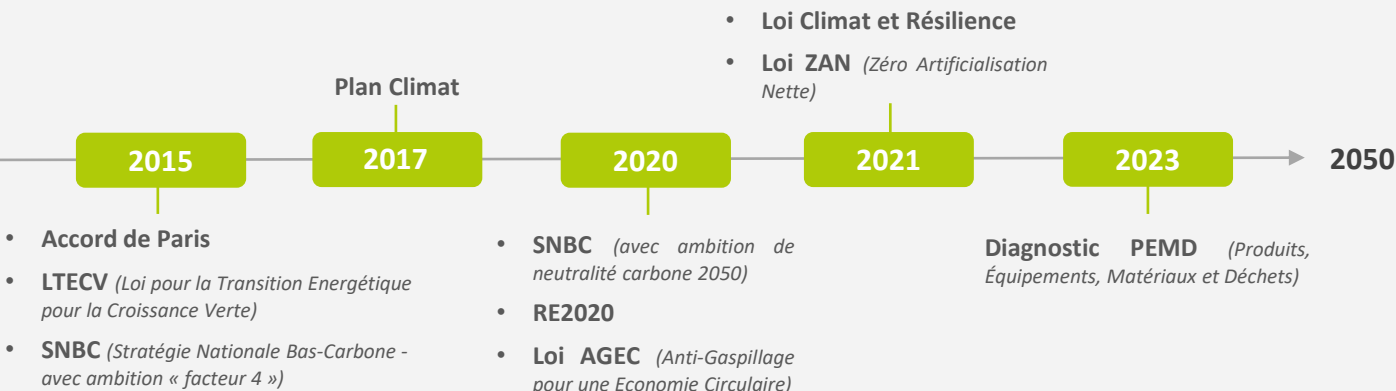 • Loi Climat et Résilience
• Loi ZAN (Zéro Artificialisation
Nette)
Plan Climat
2015
2017
2020
2021
2023
2050
• Accord de Paris
• LTECV (Loi pour la Transition Energétique
pour la Croissance Verte)
• SNBC (Stratégie Nationale Bas-Carbone -
avec ambition « facteur 4 »)
• SNBC (avec ambition de
neutralité carbone 2050)
• RE2020
• Loi AGEC (Anti-Gaspillage
pour une Economie Circulaire)
Diagnostic PEMD (Produits,
Équipements, Matériaux et Déchets)